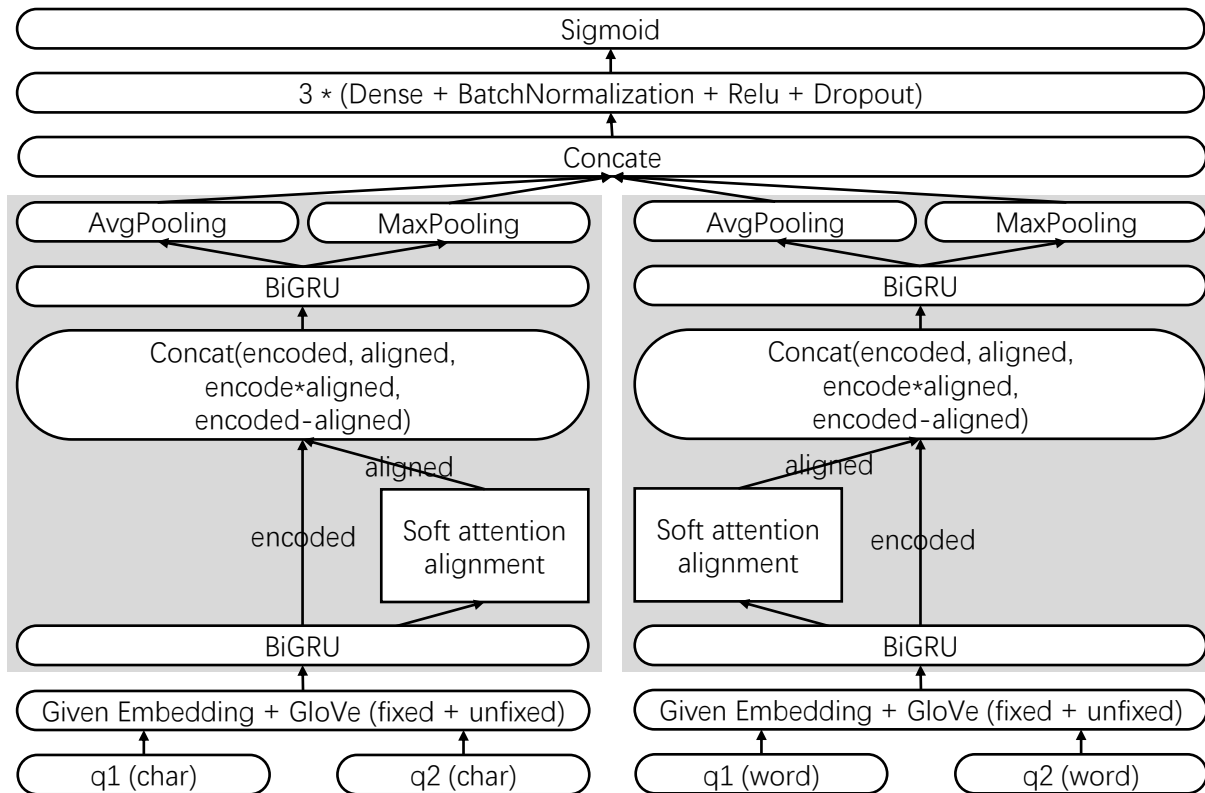 Sigmoid
3 * (Dense + BatchNormalization + Relu + Dropout)
Concate
AvgPooling
MaxPooling
AvgPooling
MaxPooling
BiGRU
BiGRU
Concat(encoded, aligned,
encode*aligned,
encoded-aligned)
Concat(encoded, aligned,
encode*aligned,
encoded-aligned)
aligned
aligned
encoded
Soft attention
alignment
Soft attention
alignment
encoded
BiGRU
BiGRU
Given Embedding + GloVe (fixed + unfixed)
Given Embedding + GloVe (fixed + unfixed)
q1 (char)
q2 (char)
q1 (word)
q2 (word)